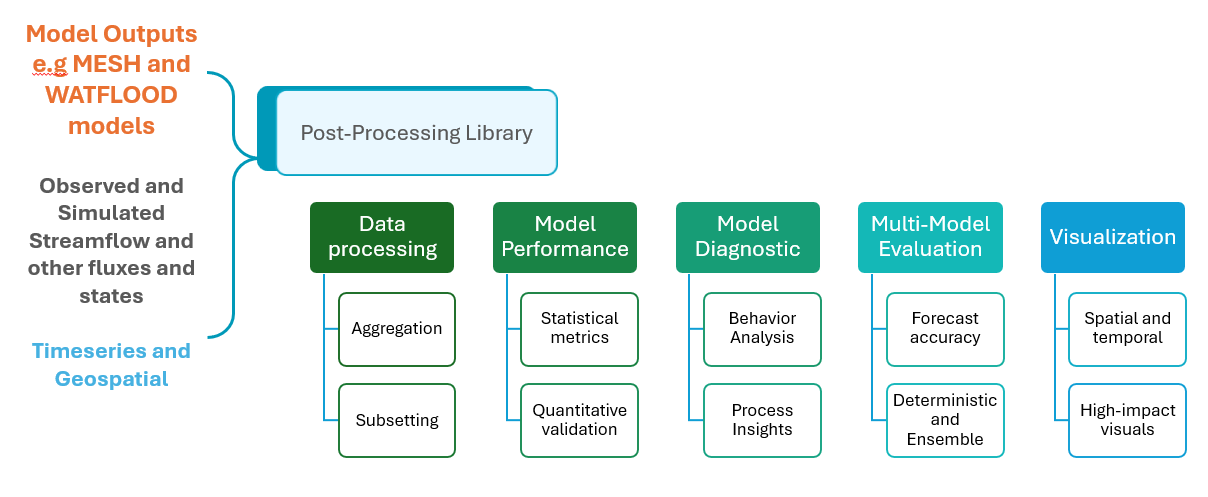 Model Outputs
e.g MESH and
WATFLOOD
models
Observed and
Simulated
Streamflow and
other fluxes and
states
Timeseries and
Geospatial
Post-Processing Library
Data
processing
Aggregation
Subsetting
Model
Performance
Statistical
metrics
Quantitative
validation
Model
Diagnostic
Behavior
Analysis
Process
Insights
Multi-Model
Evaluation
Forecast
accuracy
Deterministic
and
Ensemble
Visualization
Spatial and
temporal
High-impact
visuals